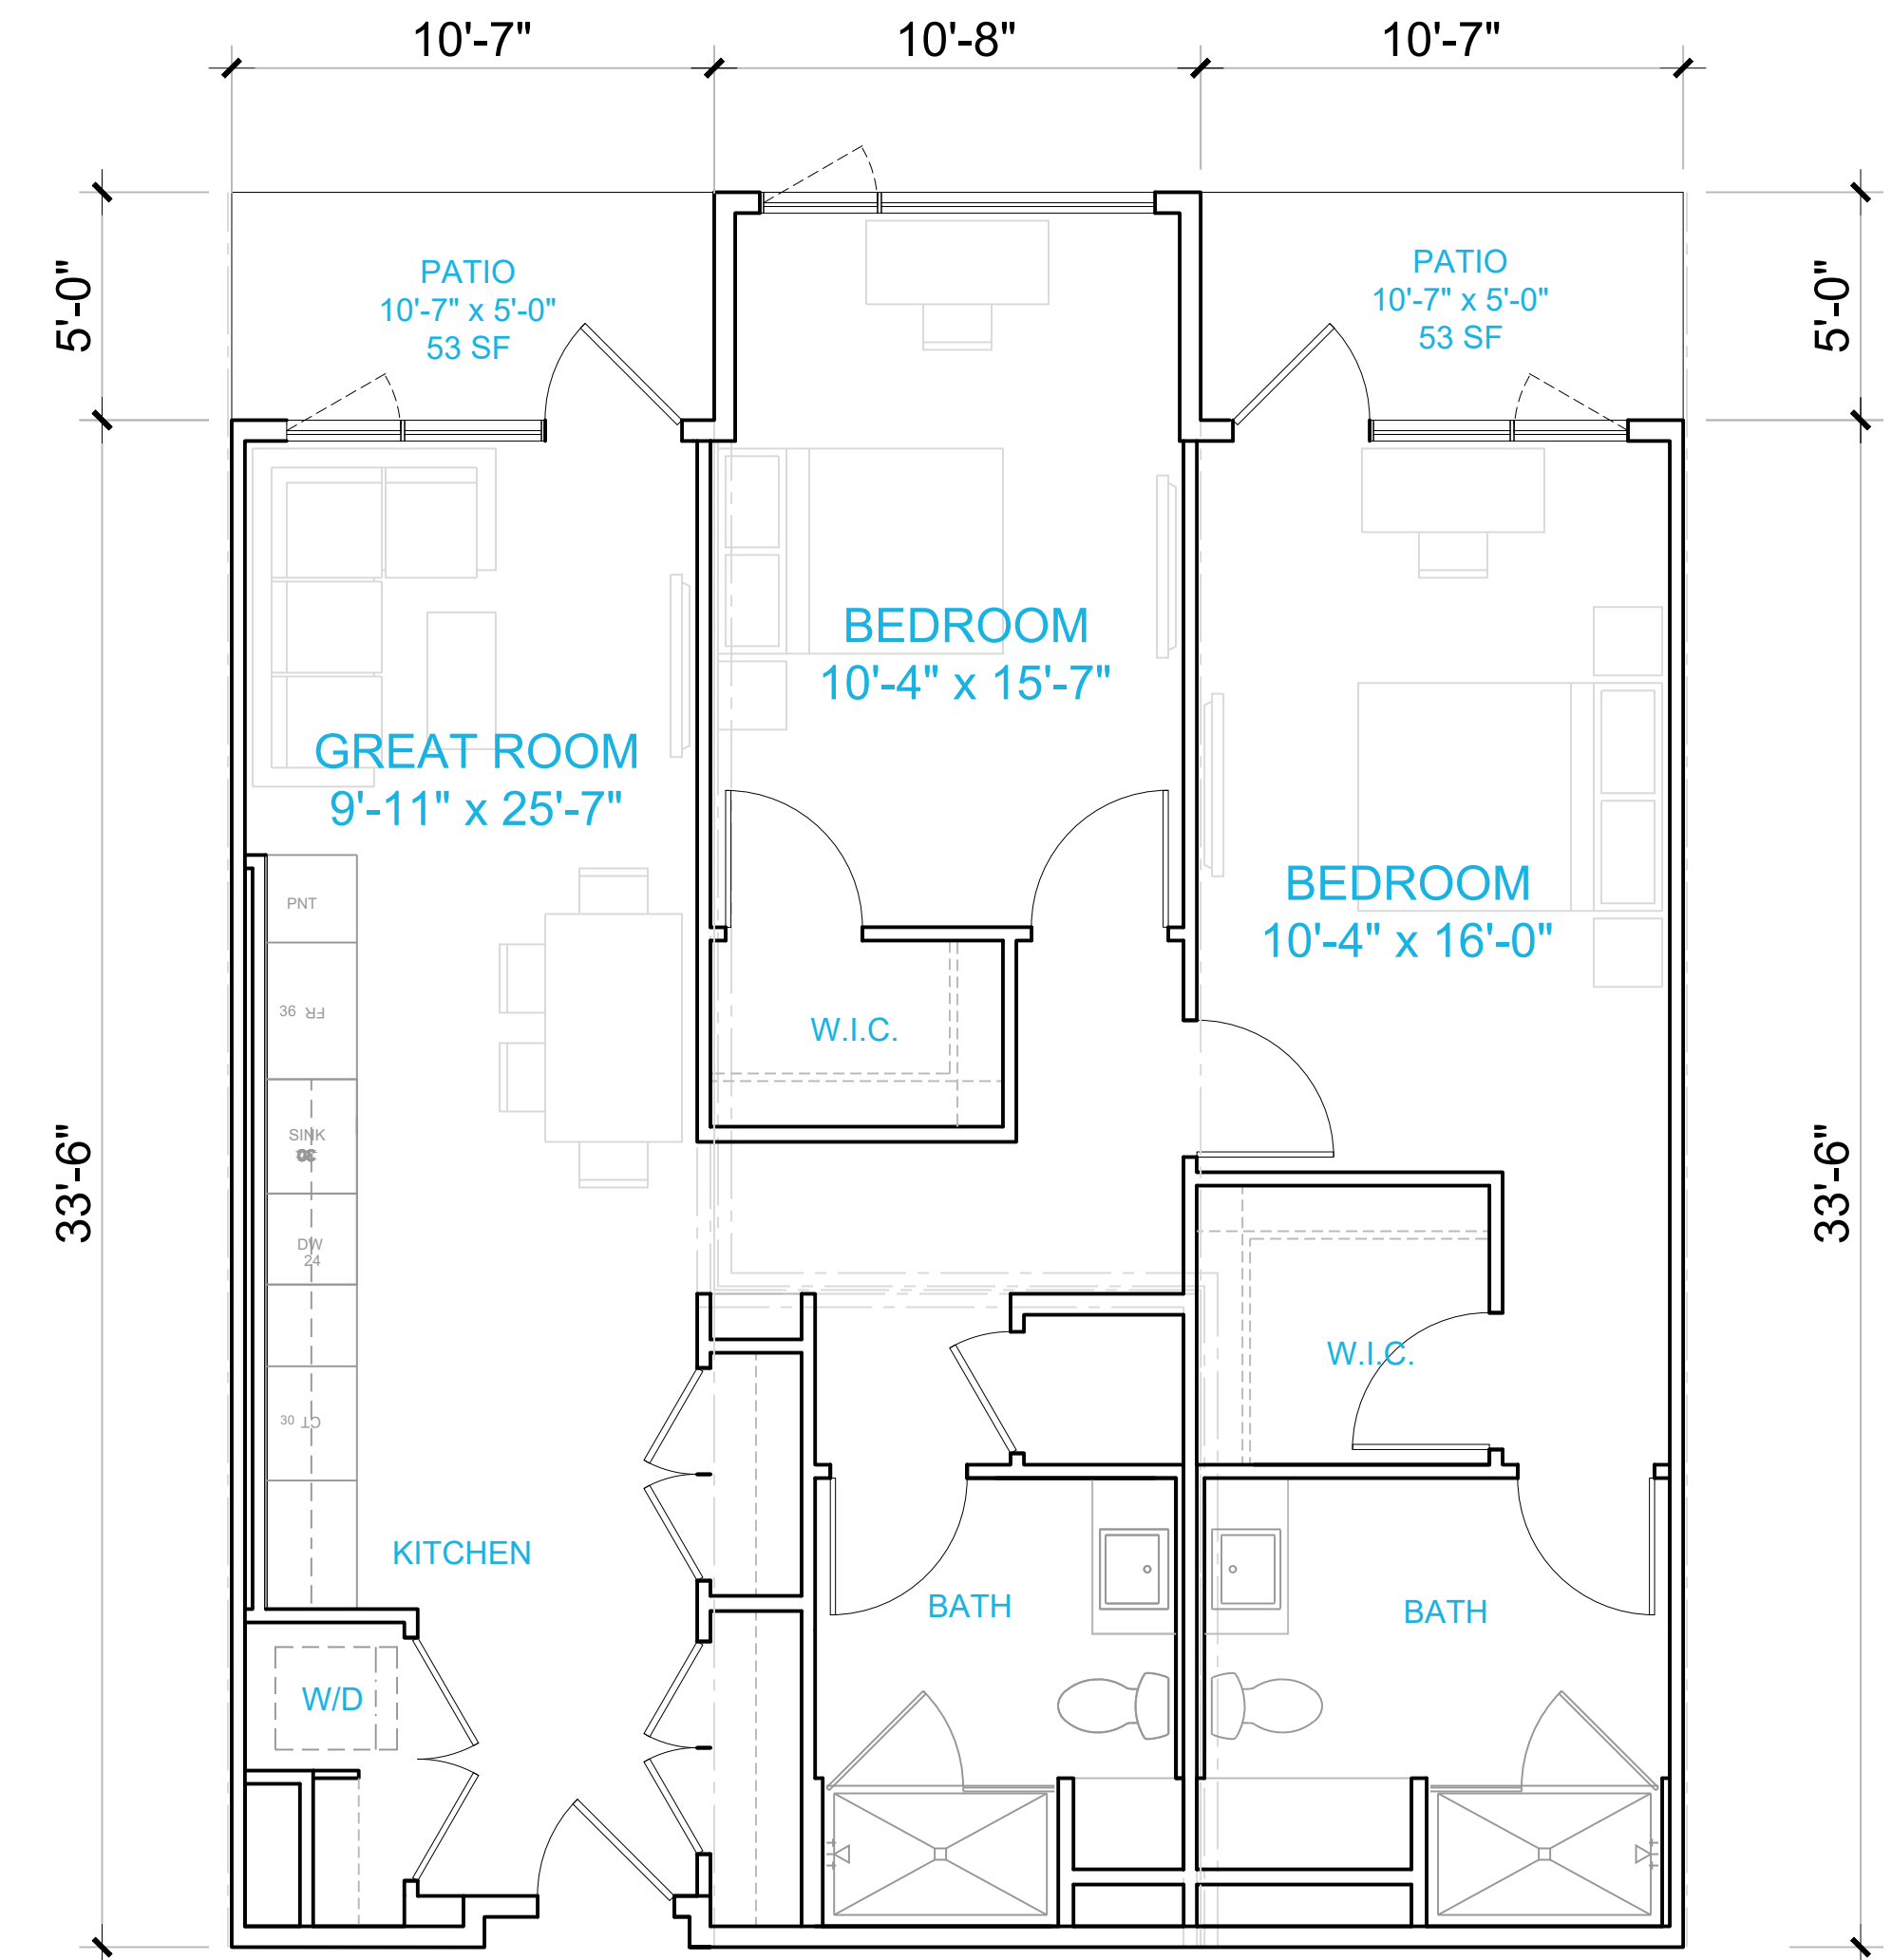 10'-7"
10'-8"
10'-7"
5'-0"
5'-0"
PATIO
10'-7" x 5'-0"
53 SF
PATIO
10'-7" x 5'-0"
53 SF
BEDROOM
10'-4" x 15'-7"
GREAT ROOM
9'-11" x 25'-7"
BEDROOM
10'-4" x 16'-0"
PNT
36 FR
W.I.C.
SINK
33'-6"
33'-6"
DW
24
W.I.C.
30 CT
KITCHEN
BATH
BATH
W/D